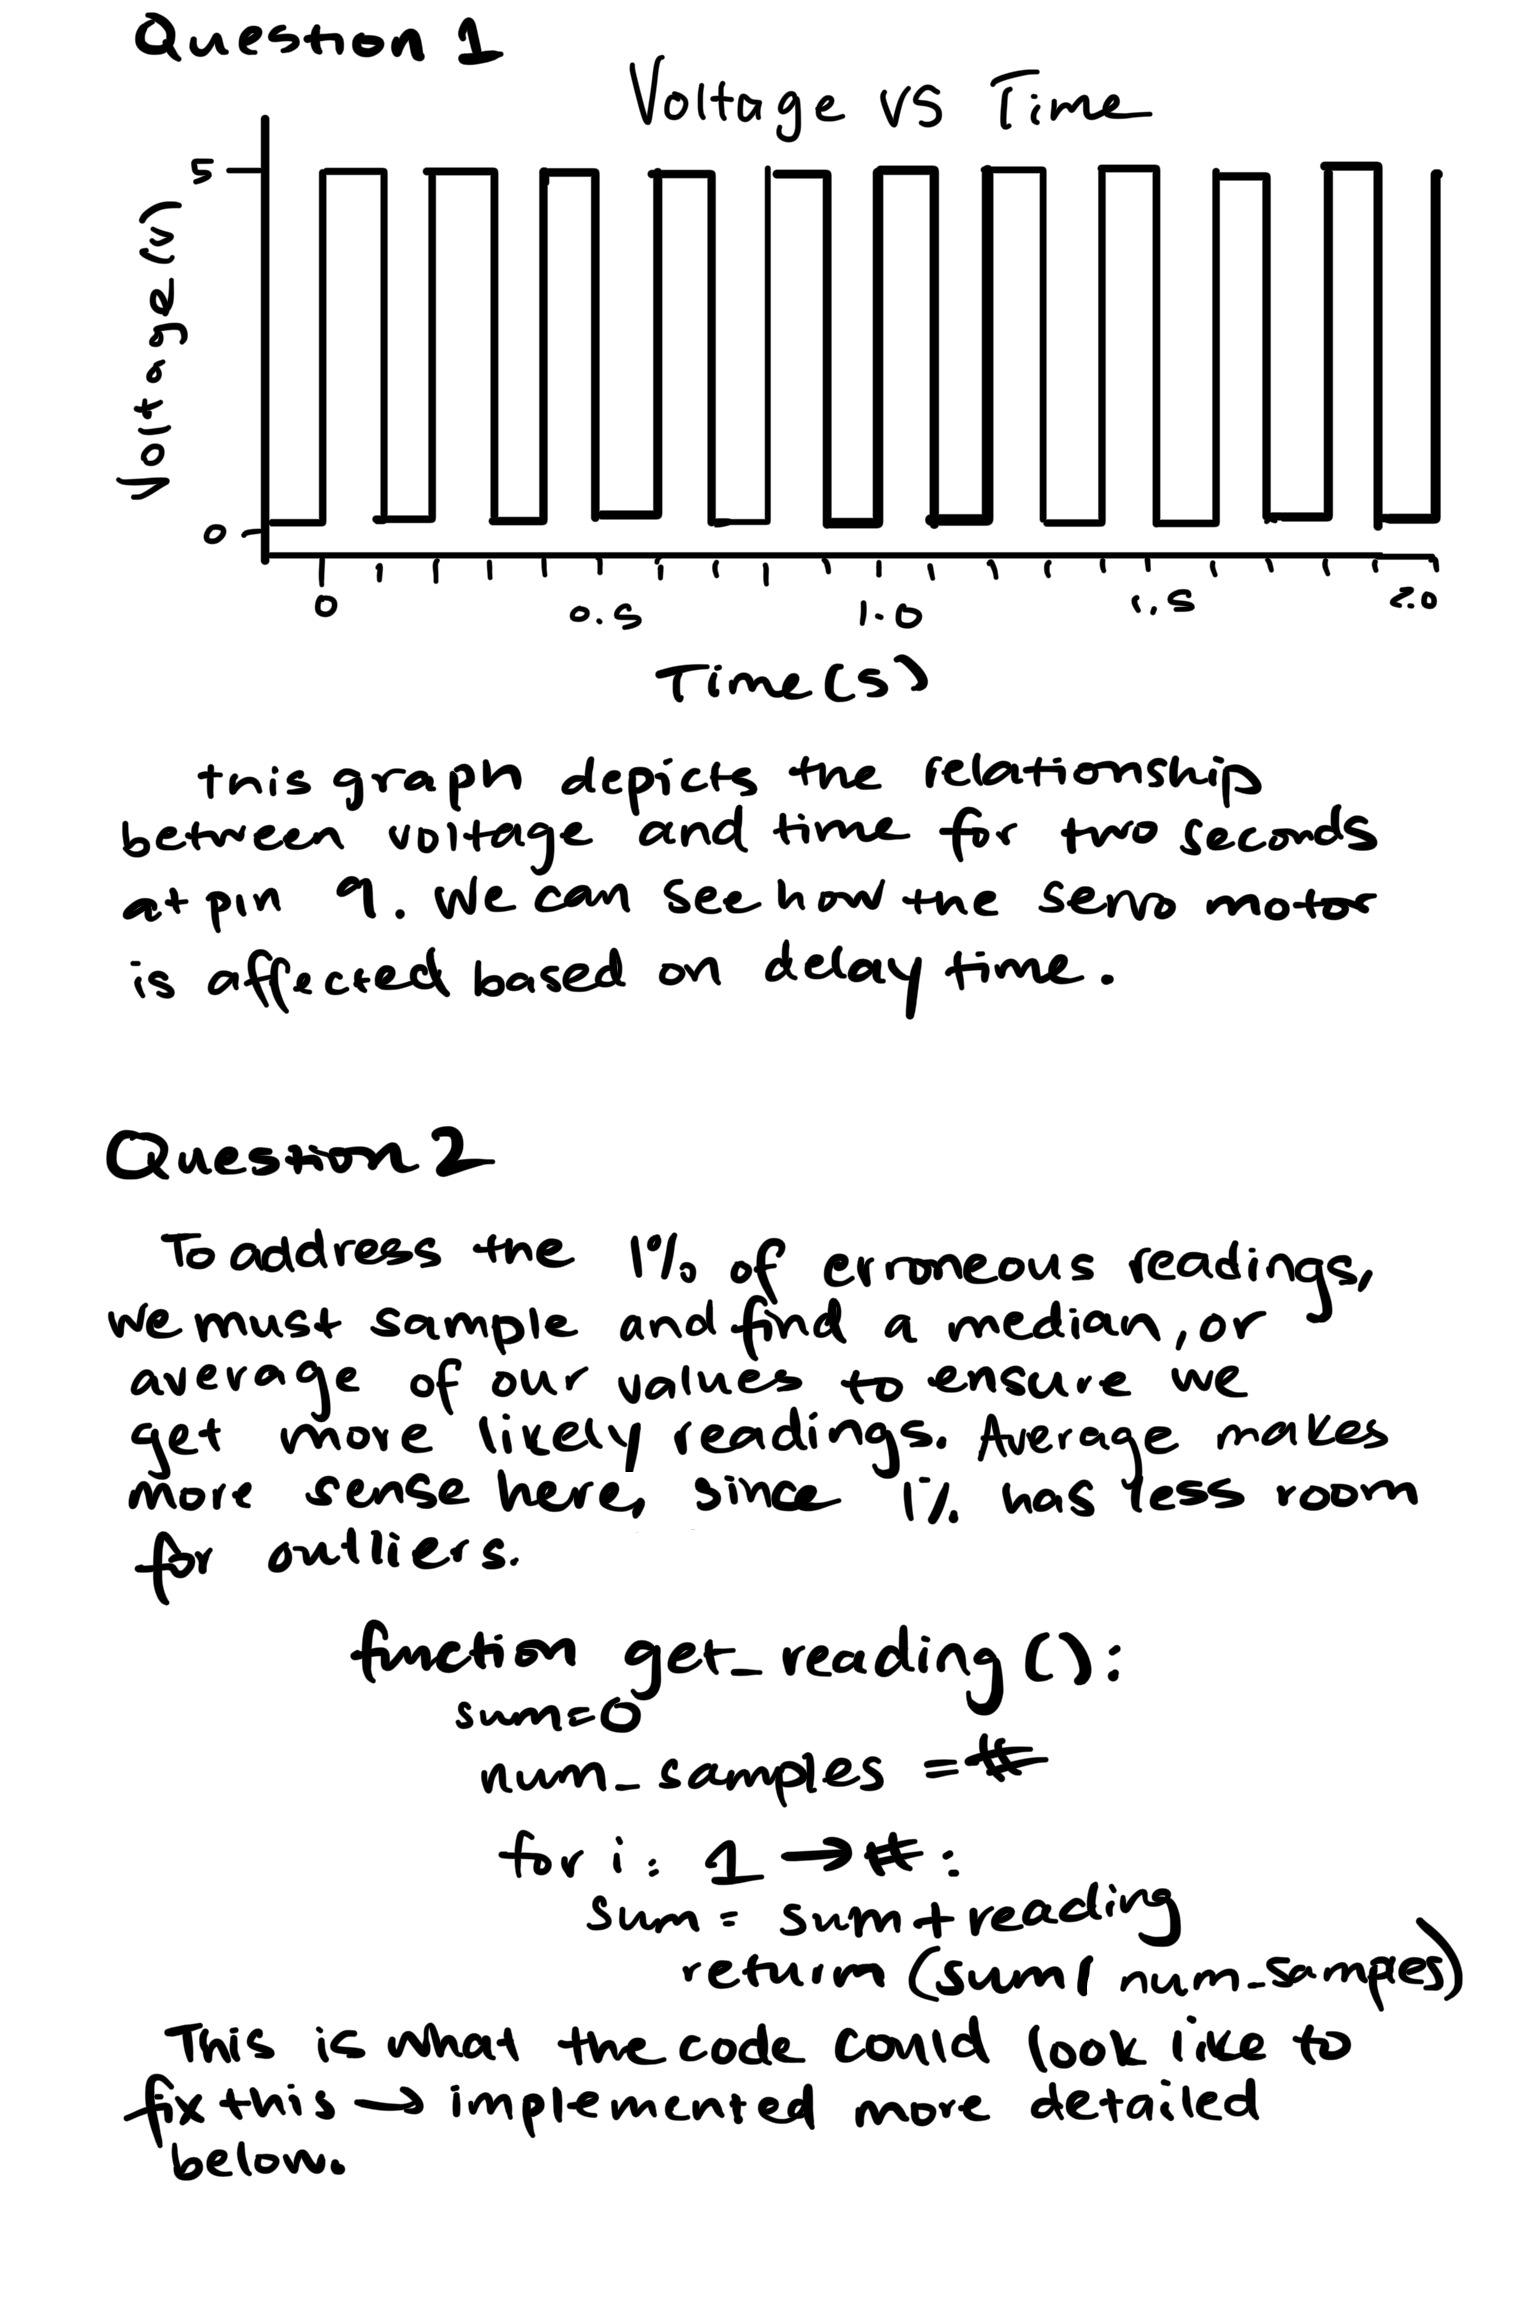 Question 1
Voltage vs Time
5
Voltage (v)
0
0 0.5 1.0 1.5 2.0
Time (s)
this graph depicts the relationship
between voltage and time for two seconds
at pin 9. We can see how the servo motor
is affected based on delay time.
Question 2
To address the 1% of erroneous readings,
we must sample and find a median, or
average of our values to ensure we
get more likely readings. Average makes
more sense here, since 1% has less room
for outliers.
function get_reading():
sum=0
num_samples = #
for i: 1 → #:
sum = sum + reading
return (sum / num_samples)
This is what the code could look like to
fix this → implemented more detailed
below.